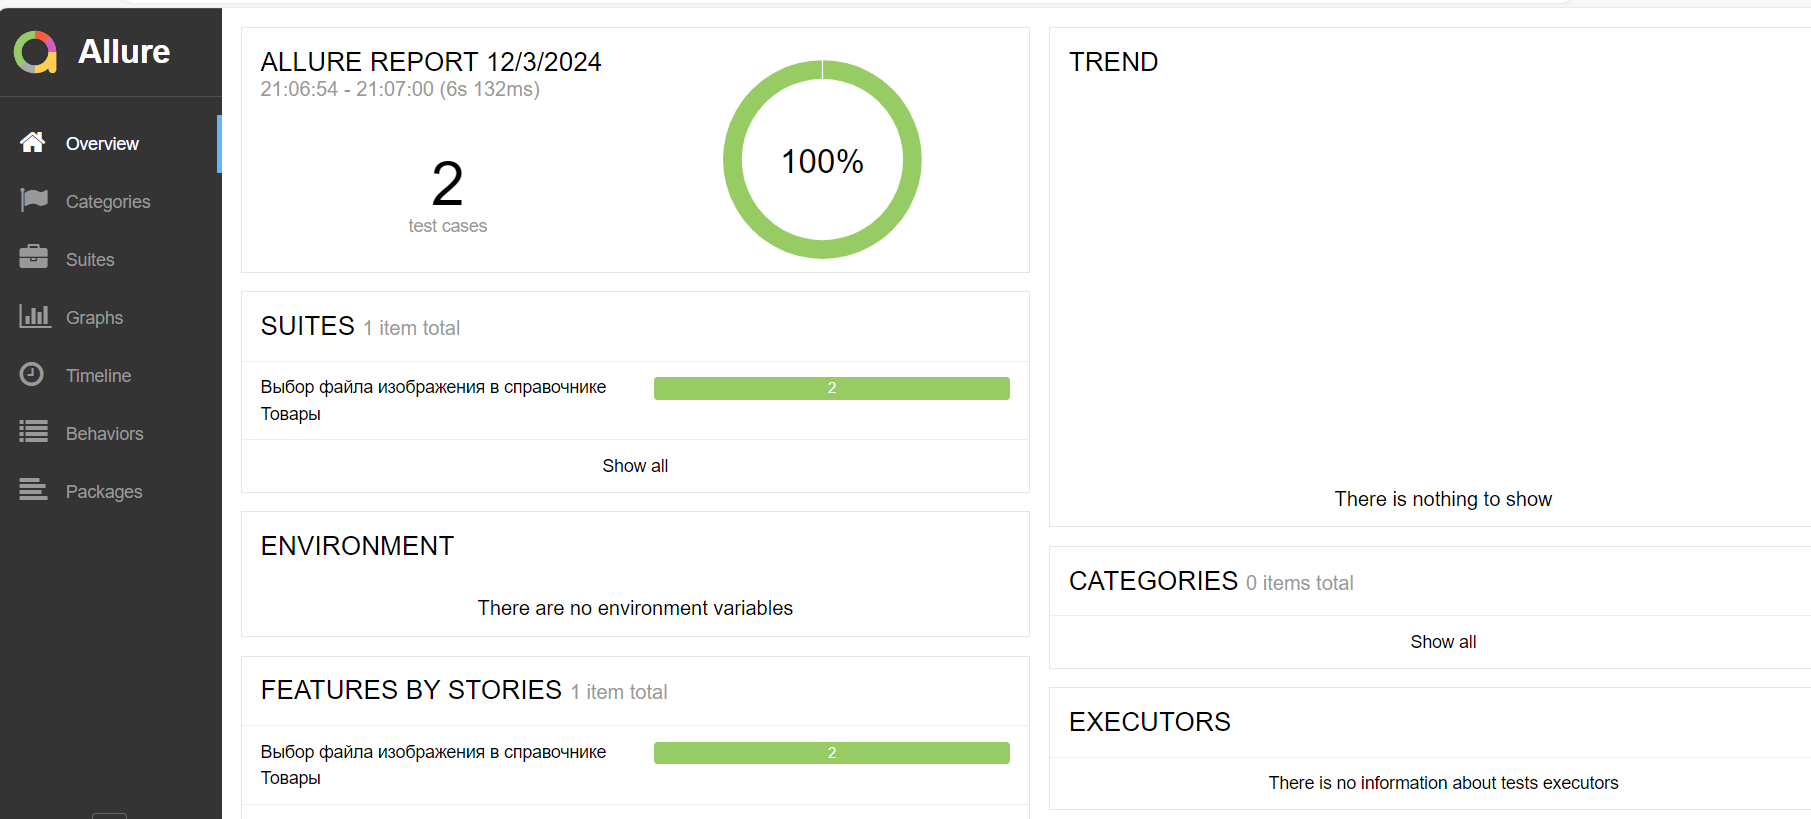 Allure
Overview
Categories
Suites
Graphs
Timeline
Behaviors
Packages
ALLURE REPORT 12/3/2024
21:06:54 - 21:07:00 (6s 132ms)
2
test cases
100%
SUITES 1 item total
Выбор файла изображения в справочнике
Товары
2
Show all
ENVIRONMENT
There are no environment variables
FEATURES BY STORIES 1 item total
Выбор файла изображения в справочнике
Товары
2
TREND
There is nothing to show
CATEGORIES 0 items total
Show all
EXECUTORS
There is no information about tests executors